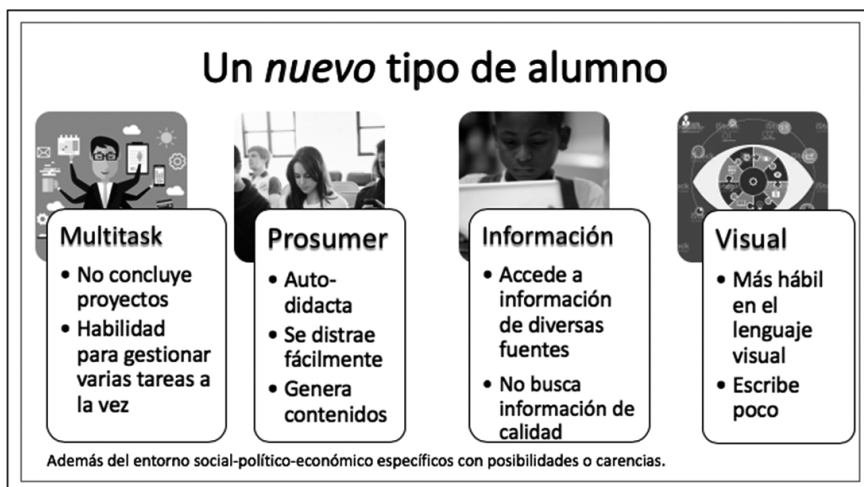 Un nuevo tipo de alumno
Multitask
• No concluye
proyectos
• Habilidad
para gestionar
varias tareas a
la vez
Prosumer
• Auto-
didacta
• Se distrae
fácilmente
• Genera
contenidos
Información
• Accede a
información
de diversas
fuentes
• No busca
información de
calidad
Visual
• Más hábil
en el
lenguaje
visual
• Escribe
poco
Además del entorno social-político-económico específicos con posibilidades o carencias.